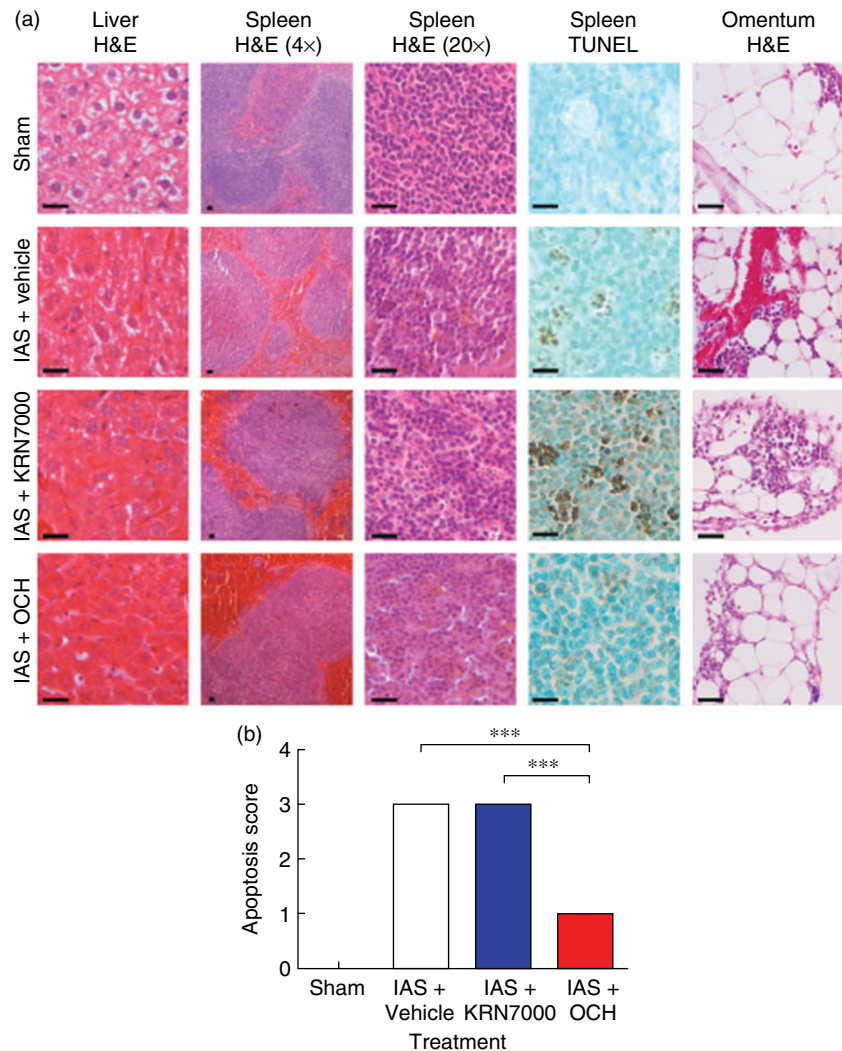 (a)
Liver
H&E
Spleen
H&E (4×)
Spleen
H&E (20×)
Spleen
TUNEL
Omentum
H&E
Sham
IAS + vehicle
IAS + KRN7000
IAS + OCH
(b)
4
3
2
1
0
Apoptosis score
***
***
Sham
IAS +
Vehicle
IAS +
KRN7000
IAS +
OCH
Treatment